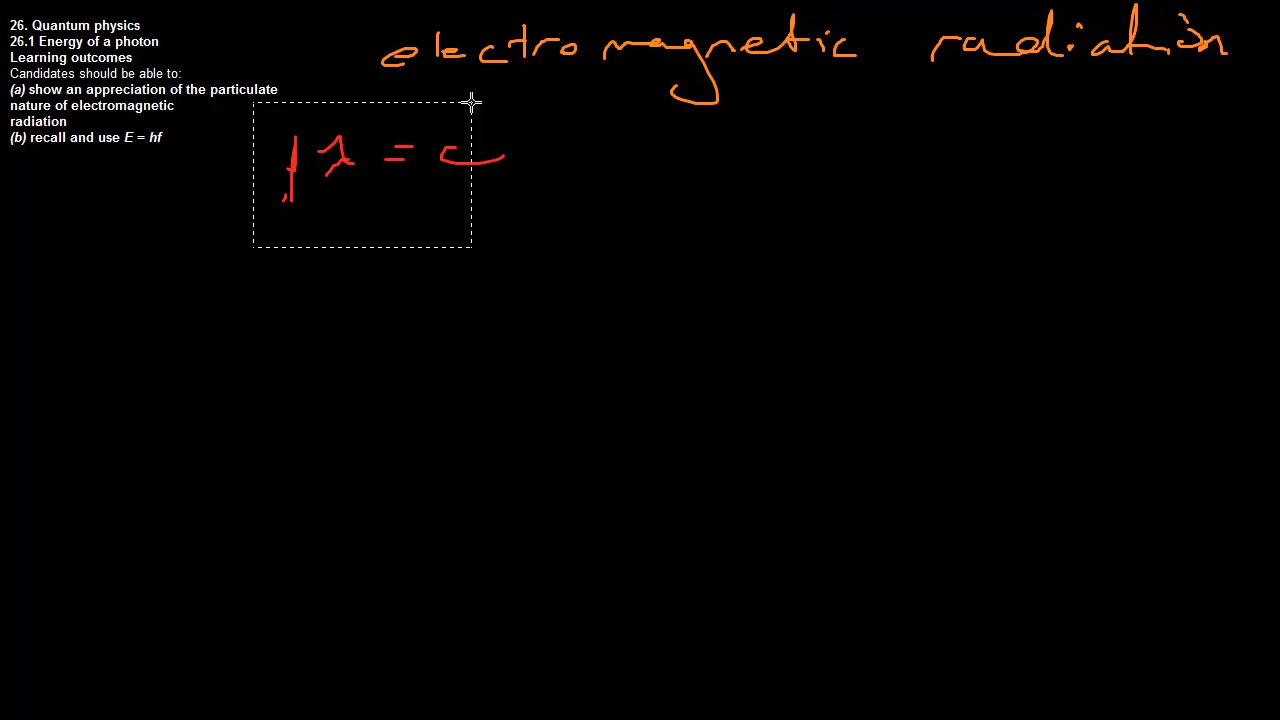 26. Quantum physics
26.1 Energy of a photon
Learning outcomes
Candidates should be able to:
(a) show an appreciation of the particulate
nature of electromagnetic
radiation
(b) recall and use E = hf
electromagnetic radiation
fλ = c